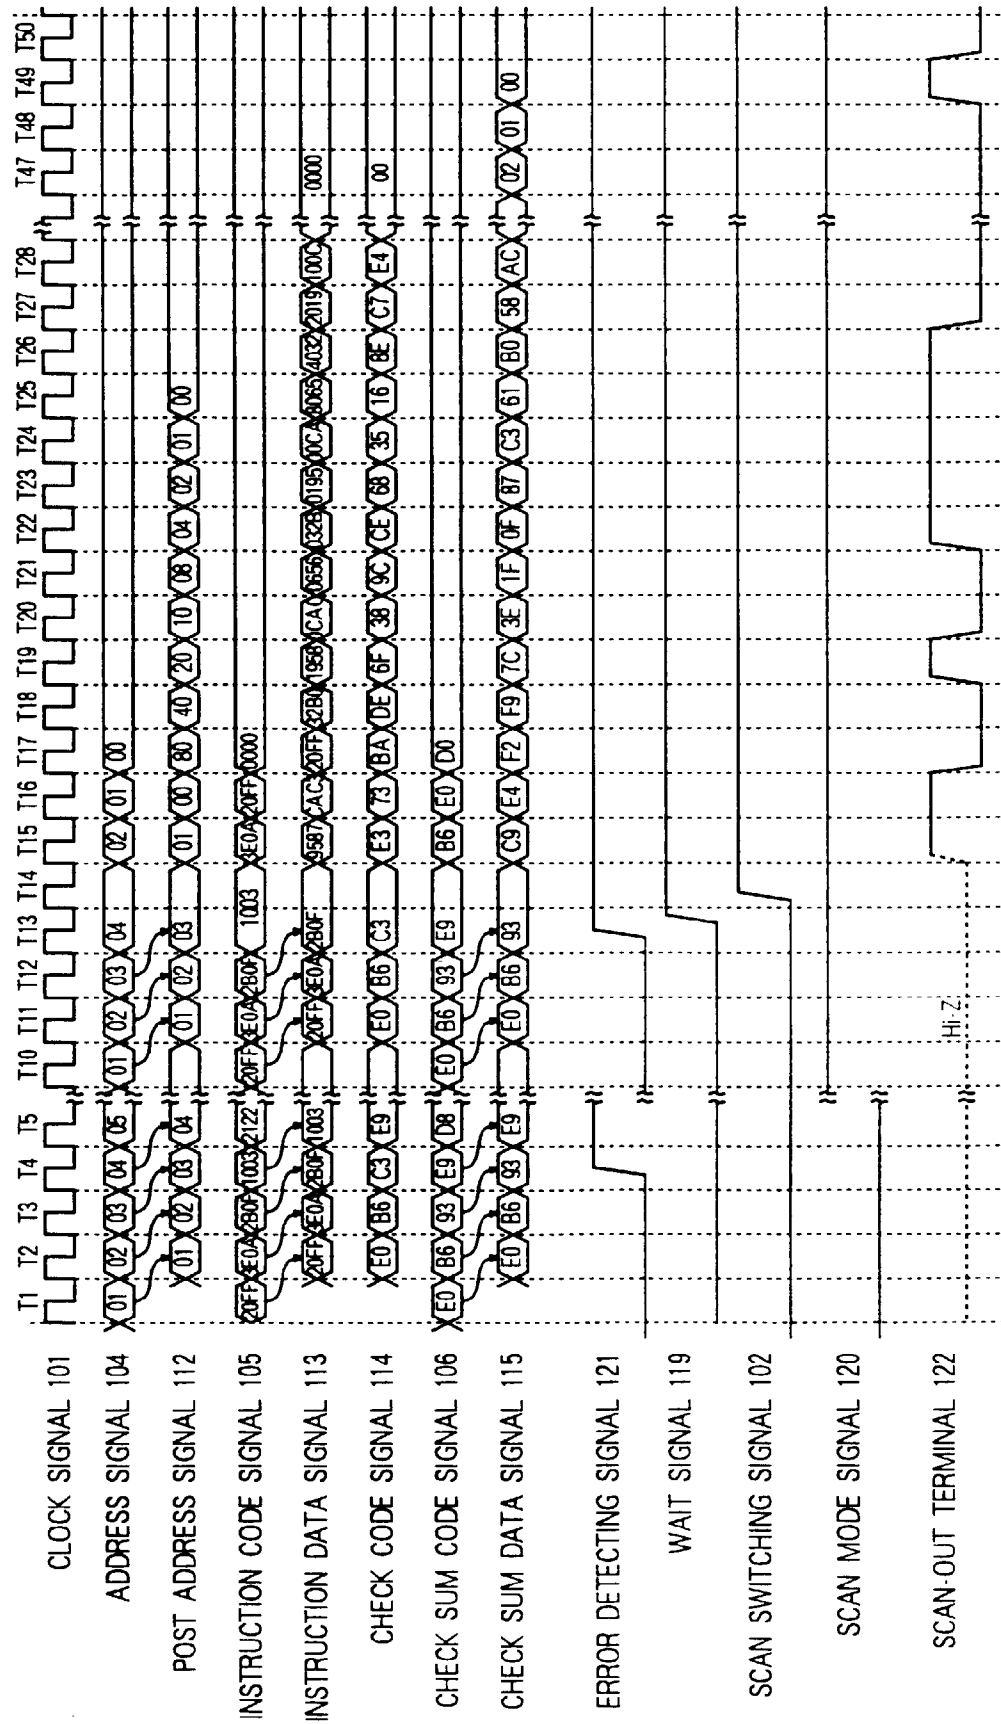 T1 T2 T3 T4 T5 T10 T11 T12 T13 T14 T15 T16 T17 T18 T19 T20 T21 T22 T23 T24 T25 T26 T27 T28 T47 T48 T49 T50
CLOCK SIGNAL 101
ADDRESS SIGNAL 104 01 02 03 04 05 01 02 03 04 02 01 00
POST ADDRESS SIGNAL 112 01 02 03 04 01 02 03 01 00 80 40 20 10 08 04 02 01 00
INSTRUCTION CODE SIGNAL 105 20FF 3E0A 2B0F 1003 2122 20FF 3E0A 2B0F 1003 3E0A 20FF 0000
INSTRUCTION DATA SIGNAL 113 20FF 3E0A 2B0F 1003 20FF 3E0A 2B0F 9587 CAC3 20FF 32B0 1958 0CAC 0656 032B 0195 00CA 8065 4032 2019 100C 0000
CHECK CODE SIGNAL 114 E0 B6 C3 E9 E0 B6 C3 E3 73 BA DE 6F 38 9C CE 68 35 16 8E C7 E4 00
CHECK SUM CODE SIGNAL 106 E0 B6 93 E9 D8 E0 B6 93 E9 B6 E0 D0
CHECK SUM DATA SIGNAL 115 E0 B6 93 E9 E0 B6 93 C9 E4 F2 F9 7C 3E 1F 0F 87 C3 61 B0 58 AC 02 01 00
ERROR DETECTING SIGNAL 121
WAIT SIGNAL 119
SCAN SWITCHING SIGNAL 102
SCAN MODE SIGNAL 120
SCAN-OUT TERMINAL 122 Hi-Z